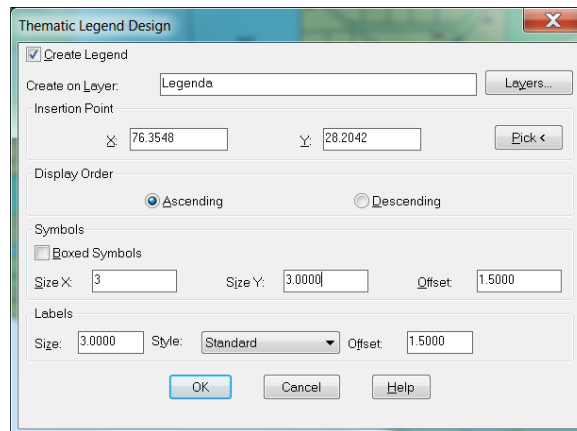 Thematic Legend Design
Create Legend
Create on Layer: Legenda Layers...
Insertion Point
X: 76.3548 Y: 28.2042 Pick <
Display Order
Ascending Descending
Symbols
Boxed Symbols
Size X: 3 Size Y: 3.0000 Offset: 1.5000
Labels
Size: 3.0000 Style: Standard Offset: 1.5000
OK Cancel Help